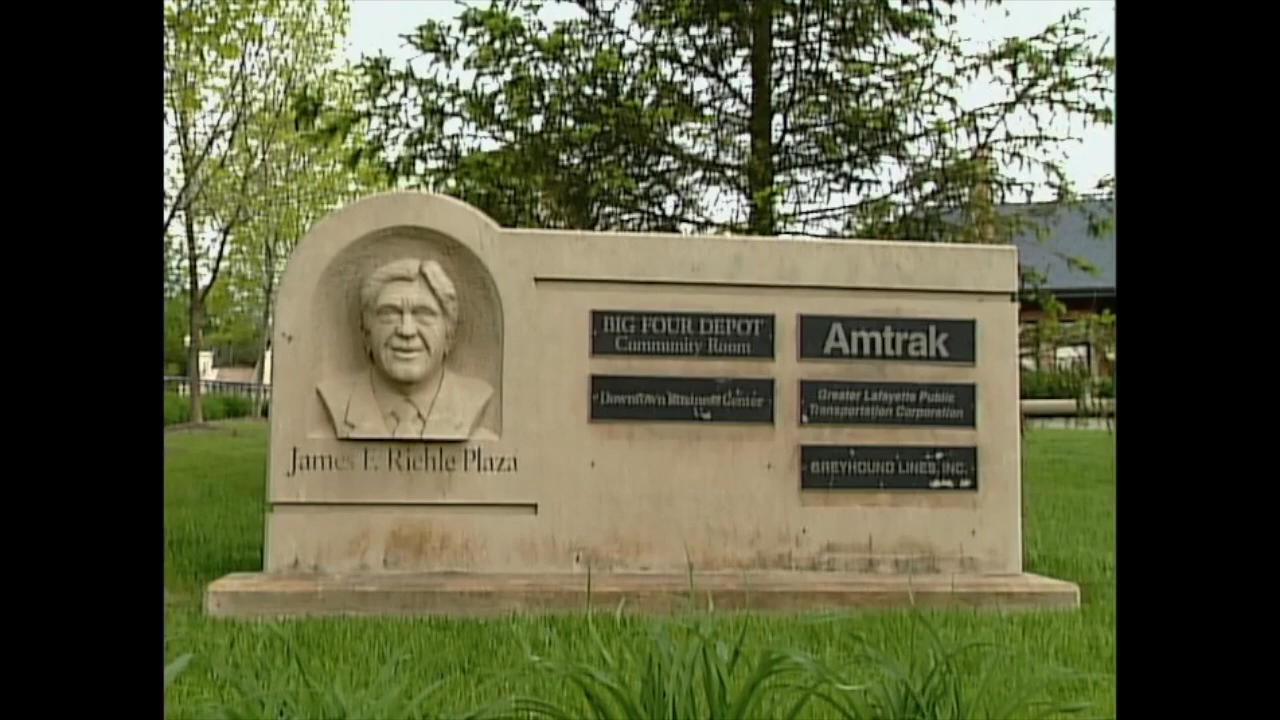 James F. Riehle Plaza
BIG FOUR DEPOT
Community Room
Downtown Business Center
Amtrak
Greater Lafayette Public
Transportation Corporation
GREYHOUND LINES, INC.